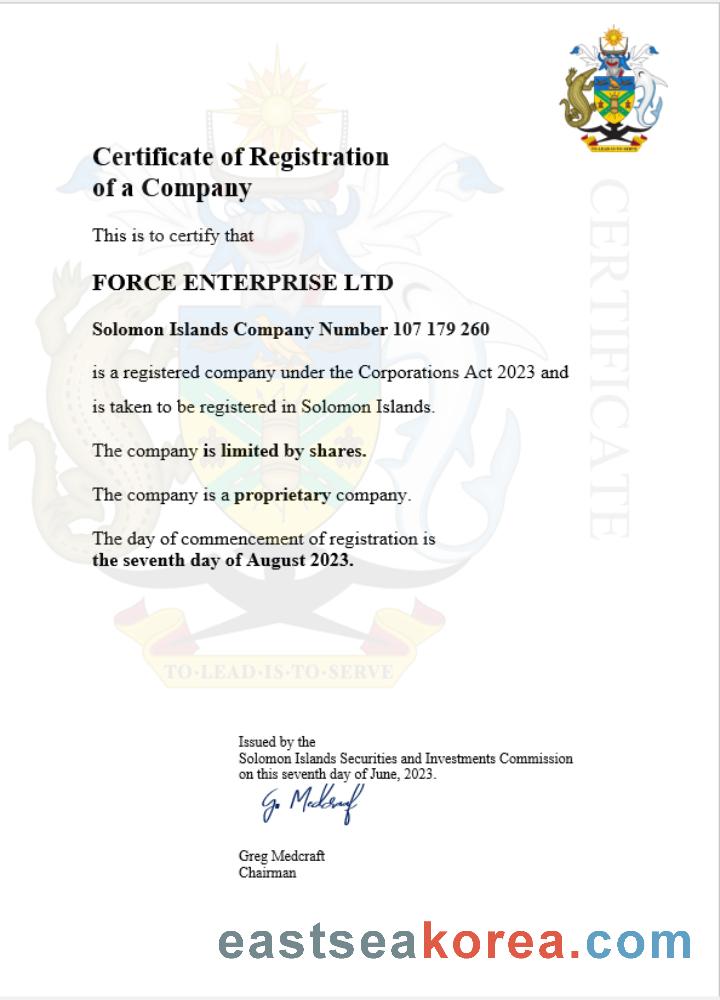 TO·LEAD·IS·TO·SERVE
Certificate of Registration
of a Company
This is to certify that
FORCE ENTERPRISE LTD
Solomon Islands Company Number 107 179 260
is a registered company under the Corporations Act 2023 and
is taken to be registered in Solomon Islands.
The company is limited by shares.
The company is a proprietary company.
The day of commencement of registration is
the seventh day of August 2023.
CERTIFICATE
TO·LEAD·IS·TO·SERVE
Issued by the
Solomon Islands Securities and Investments Commission
on this seventh day of June, 2023.
G. Medcraf
Greg Medcraft
Chairman
eastseakorea.com